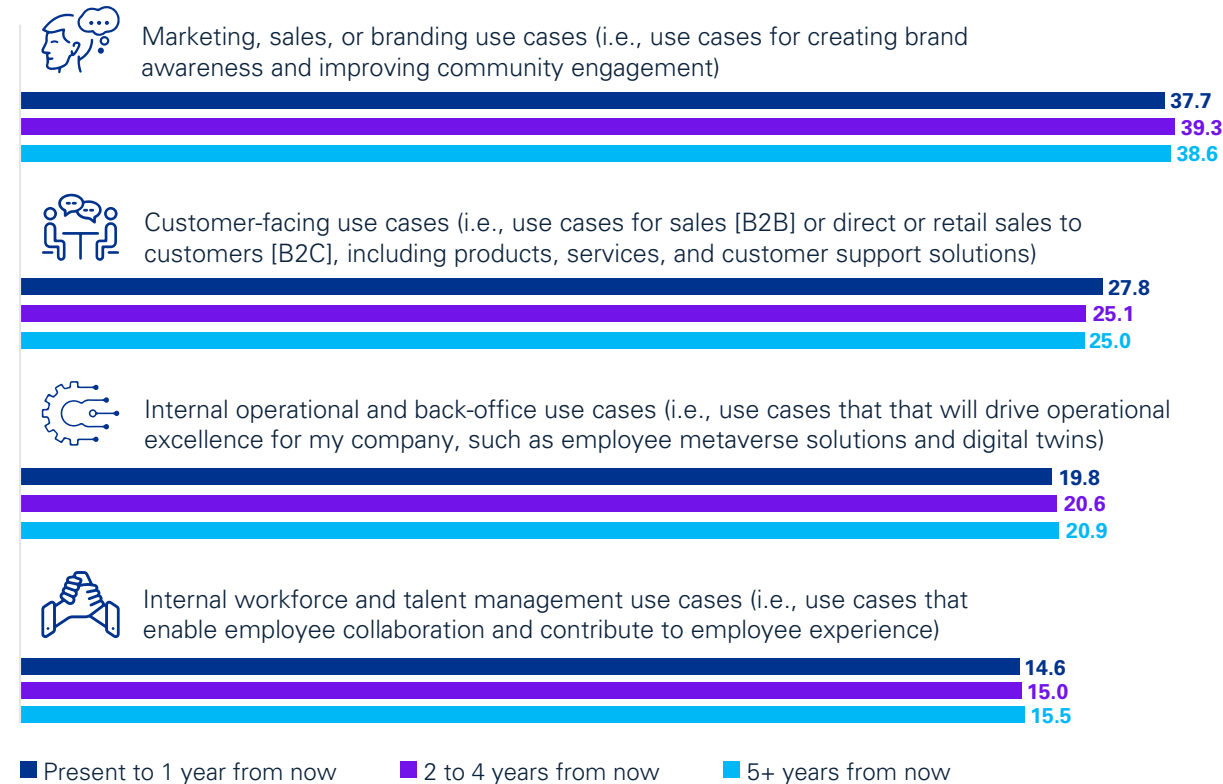 Marketing, sales, or branding use cases (i.e., use cases for creating brand
awareness and improving community engagement)
37.7
39.3
38.6
Customer-facing use cases (i.e., use cases for sales [B2B] or direct or retail sales to
customers [B2C], including products, services, and customer support solutions)
27.8
25.1
25.0
Internal operational and back-office use cases (i.e., use cases that that will drive operational
excellence for my company, such as employee metaverse solutions and digital twins)
19.8
20.6
20.9
Internal workforce and talent management use cases (i.e., use cases that
enable employee collaboration and contribute to employee experience)
14.6
15.0
15.5
Present to 1 year from now 2 to 4 years from now 5+ years from now